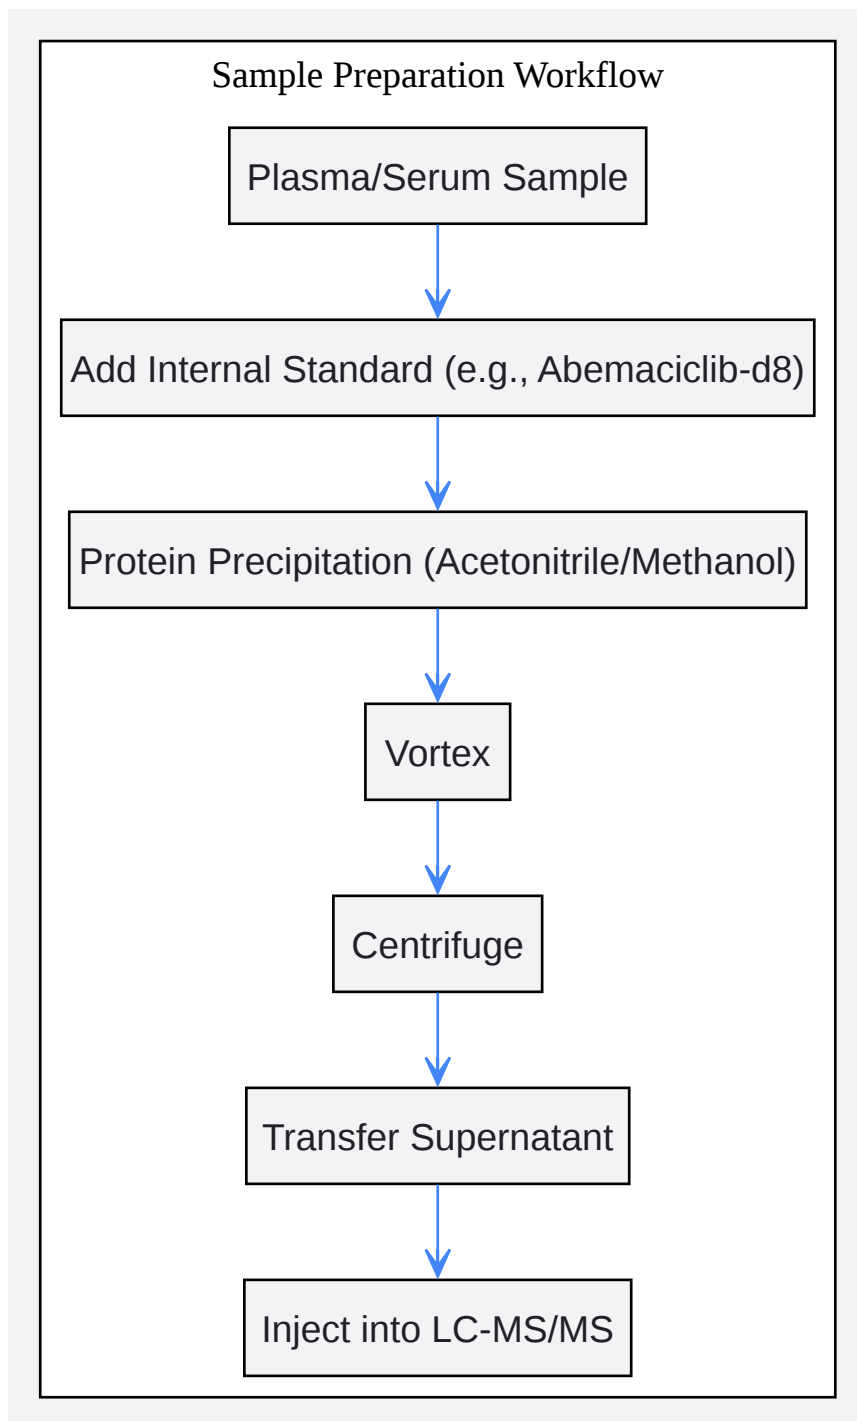 Sample Preparation Workflow
Plasma/Serum Sample
Add Internal Standard (e.g., Abemaciclib-d8)
Protein Precipitation (Acetonitrile/Methanol)
Vortex
Centrifuge
Transfer Supernatant
Inject into LC-MS/MS